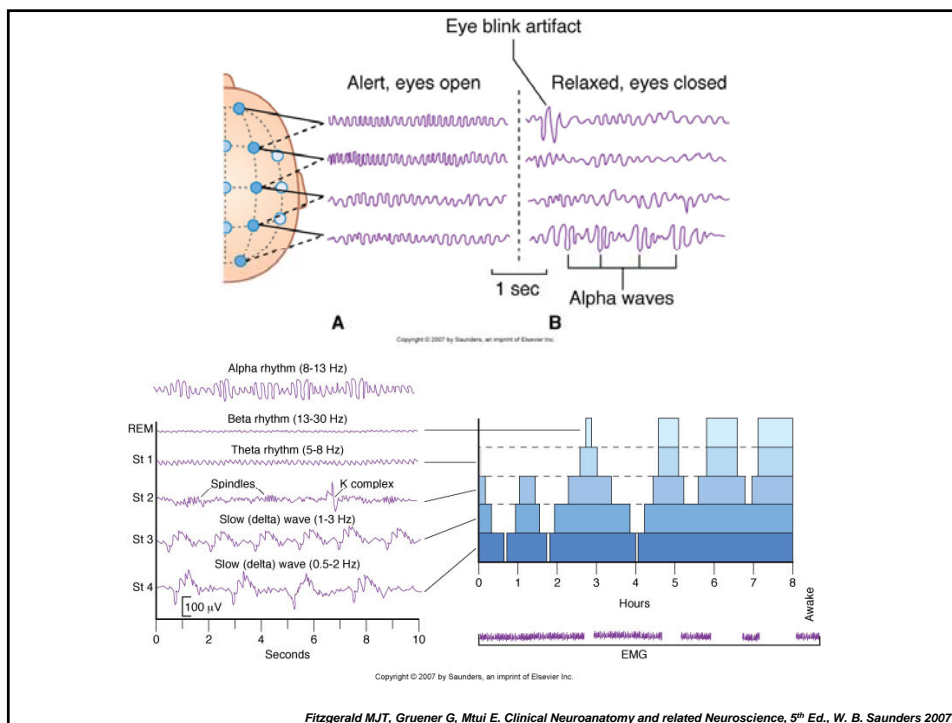 Eye blink artifact
Alert, eyes open
Relaxed, eyes closed
1 sec
Alpha waves
A
B
Copyright © 2007 by Saunders, an imprint of Elsevier Inc.
Alpha rhythm (8-13 Hz)
Beta rhythm (13-30 Hz)
REM
Theta rhythm (5-8 Hz)
St 1
Spindles
K complex
St 2
Slow (delta) wave (1-3 Hz)
St 3
Slow (delta) wave (0.5-2 Hz)
St 4
100 μV
0 2 4 6 8 10
Seconds
0 1 2 3 4 5 6 7 8
Hours
Awake
EMG
Copyright © 2007 by Saunders, an imprint of Elsevier Inc.
Fitzgerald MJT, Gruener G, Mtui E. Clinical Neuroanatomy and related Neuroscience, 5th Ed., W. B. Saunders 2007